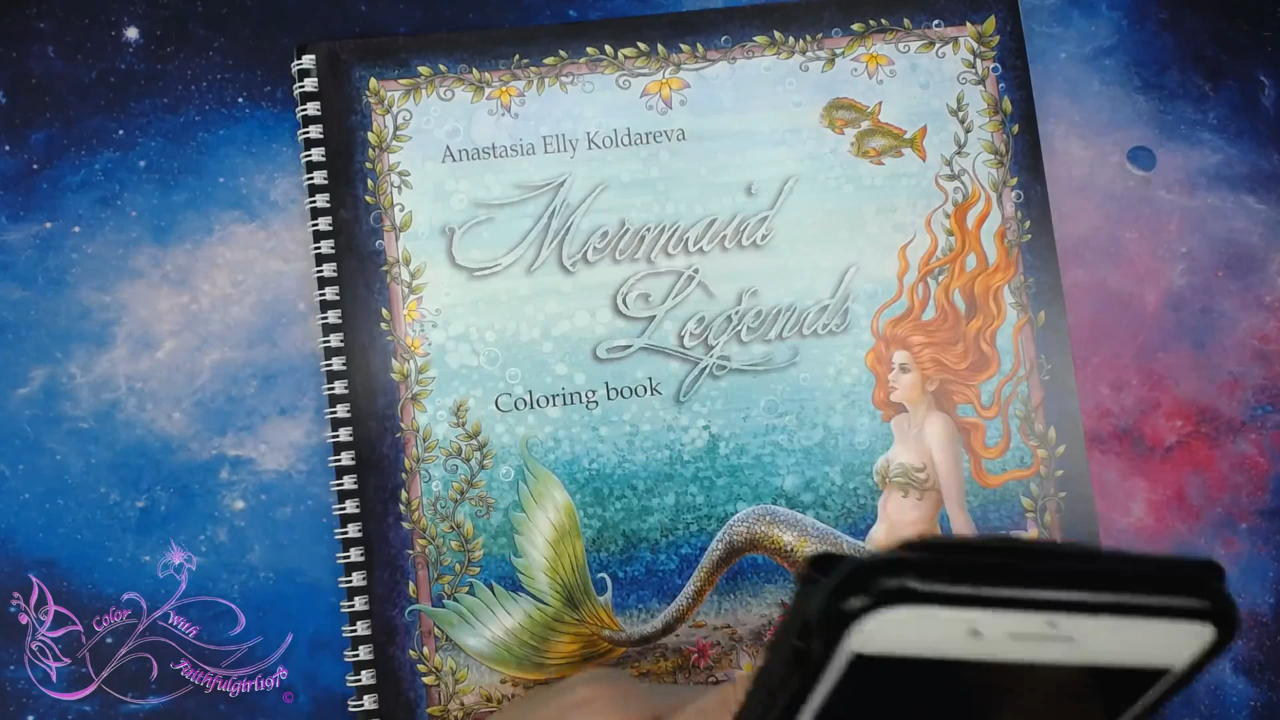 Anastasia Elly Koldareva
Mermaid
Legends
Coloring book
Color With
Faithfulgirl1978
©